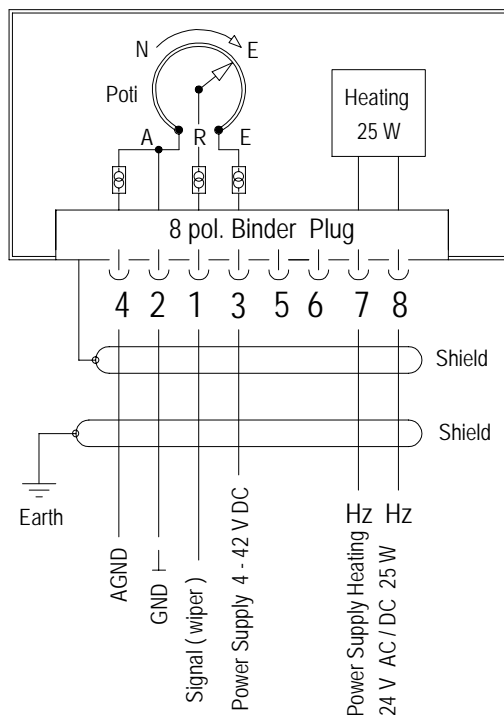 N E
Poti
Heating
25 W
A R E
8 pol. Binder Plug
4 2 1 3 5 6 7 8
Shield
Shield
Earth
AGND
GND
Signal ( wiper )
Power Supply 4 - 42 V DC
Hz Hz
Power Supply Heating
24 V AC / DC 25 W